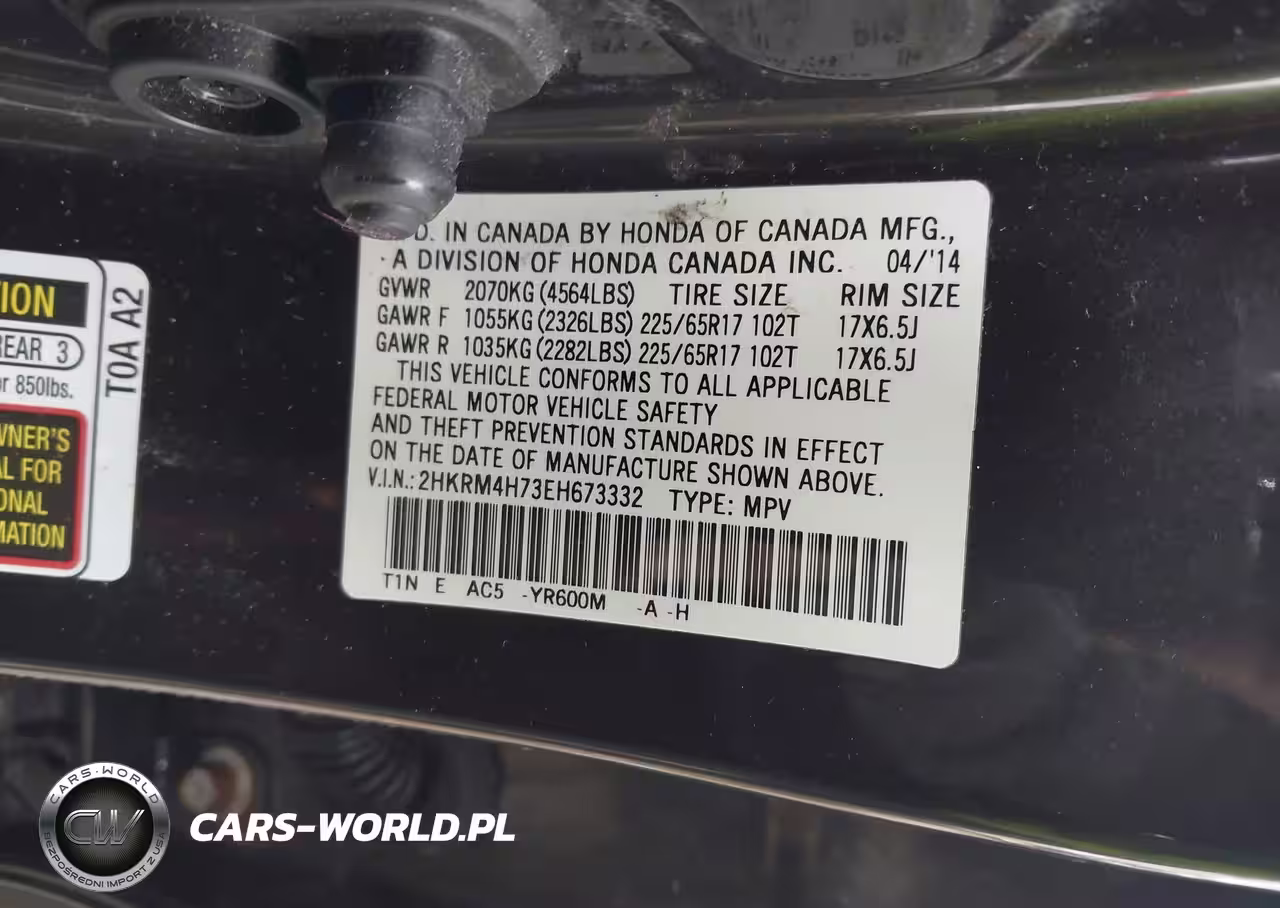 D. IN CANADA BY HONDA OF CANADA MFG.,
A DIVISION OF HONDA CANADA INC. 04/'14
GVWR 2070KG (4564LBS) TIRE SIZE RIM SIZE
GAWR F 1055KG (2326LBS) 225/65R17 102T 17X6.5J
GAWR R 1035KG (2282LBS) 225/65R17 102T 17X6.5J
THIS VEHICLE CONFORMS TO ALL APPLICABLE
FEDERAL MOTOR VEHICLE SAFETY
AND THEFT PREVENTION STANDARDS IN EFFECT
ON THE DATE OF MANUFACTURE SHOWN ABOVE.
V.I.N.: 2HKRM4H73EH673332 TYPE: MPV
T1N E AC5 -YR600M -A -H
TION
REAR 3
or 850lbs.
WNER'S
AL FOR
ONAL
MATION
T0A A2
CARS-WORLD
CW
BEZPOŚREDNI IMPORT Z USA
CARS-WORLD.PL